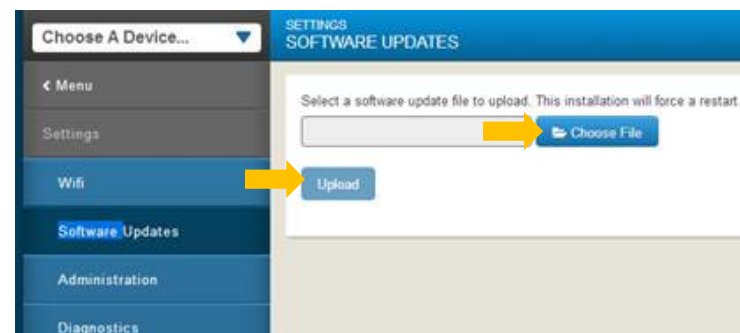 Choose A Device...
< Menu
Settings
Wifi
Software Updates
Administration
Diagnostics
SETTINGS
SOFTWARE UPDATES
Select a software update file to upload. This installation will force a restart.
Choose File
Upload